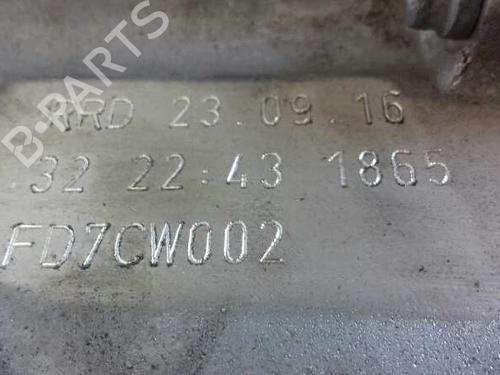 B-PARTS
RRD 23.09.16
.32 22:43 1865
FD7CW002